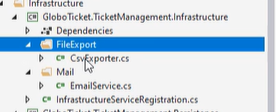 Infrastructure
GloboTicket.TicketManagement.Infrastructure
Dependencies
FileExport
CsvExporter.cs
Mail
EmailService.cs
InfrastructureServiceRegistration.cs